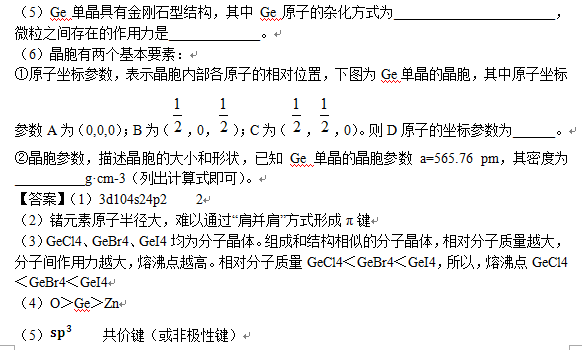 （5）Ge 单晶具有金刚石型结构，其中 Ge 原子的杂化方式为___________________________，
微粒之间存在的作用力是_______________。
（6）晶胞有两个基本要素：
①原子坐标参数，表示晶胞内部各原子的相对位置，下图为 Ge 单晶的晶胞，其中原子坐标
参数 A 为（0,0,0）；B 为（1/2，0，1/2）；C 为（1/2，1/2，0）。则 D 原子的坐标参数为_______。
②晶胞参数，描述晶胞的大小和形状，已知 Ge 单晶的晶胞参数 a=565.76 pm，其密度为
____________g·cm-3（列出计算式即可）。
【答案】（1）3d104s24p2 2
（2）锗元素原子半径大，难以通过“肩并肩”方式形成 π 键
（3）GeCl4、GeBr4、GeI4 均为分子晶体。组成和结构相似的分子晶体，相对分子质量越大，
分子间作用力越大，熔沸点越高。相对分子质量 GeCl4＜GeBr4＜GeI4，所以，熔沸点 GeCl4
＜GeBr4＜GeI4
（4）O＞Ge＞Zn
（5）sp³ 共价键（或非极性键）